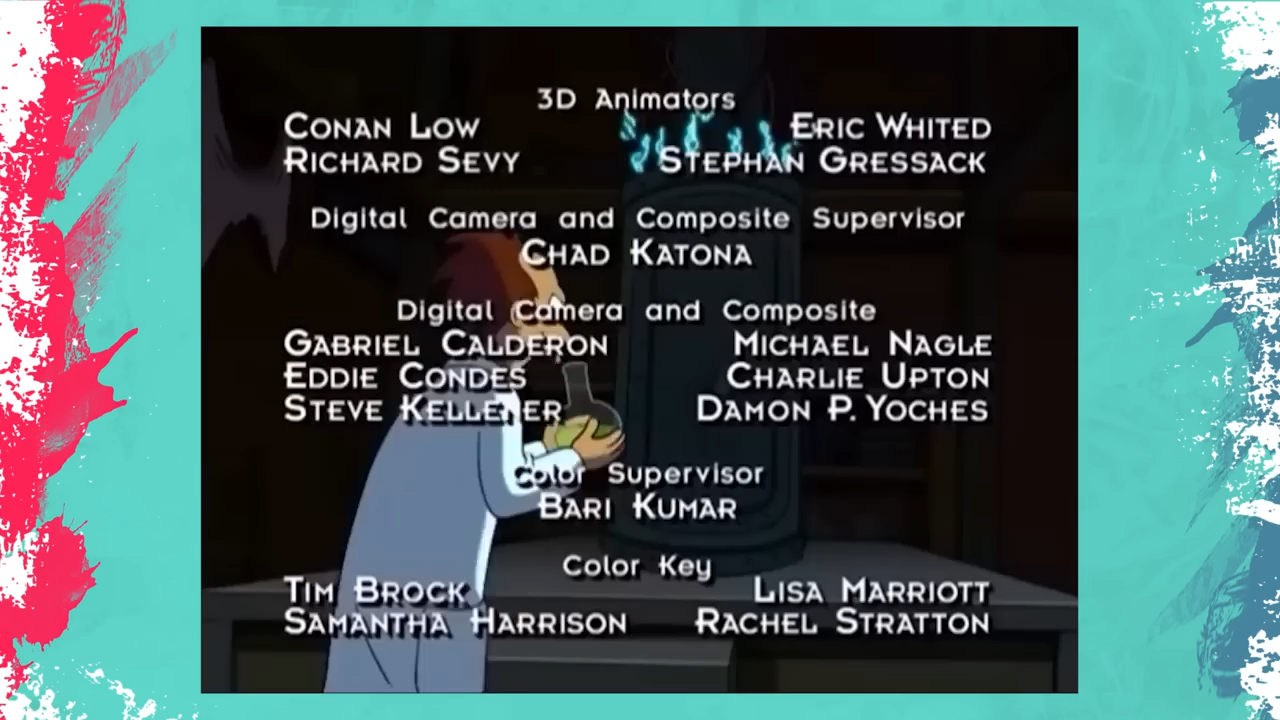 3D Animators
Conan Low Eric Whited
Richard Sevy Stephan Gressack
Digital Camera and Composite Supervisor
Chad Katona
Digital Camera and Composite
Gabriel Calderon Michael Nagle
Eddie Condes Charlie Upton
Steve Kellener Damon P. Yoches
Color Supervisor
Bari Kumar
Color Key
Tim Brock Lisa Marriott
Samantha Harrison Rachel Stratton